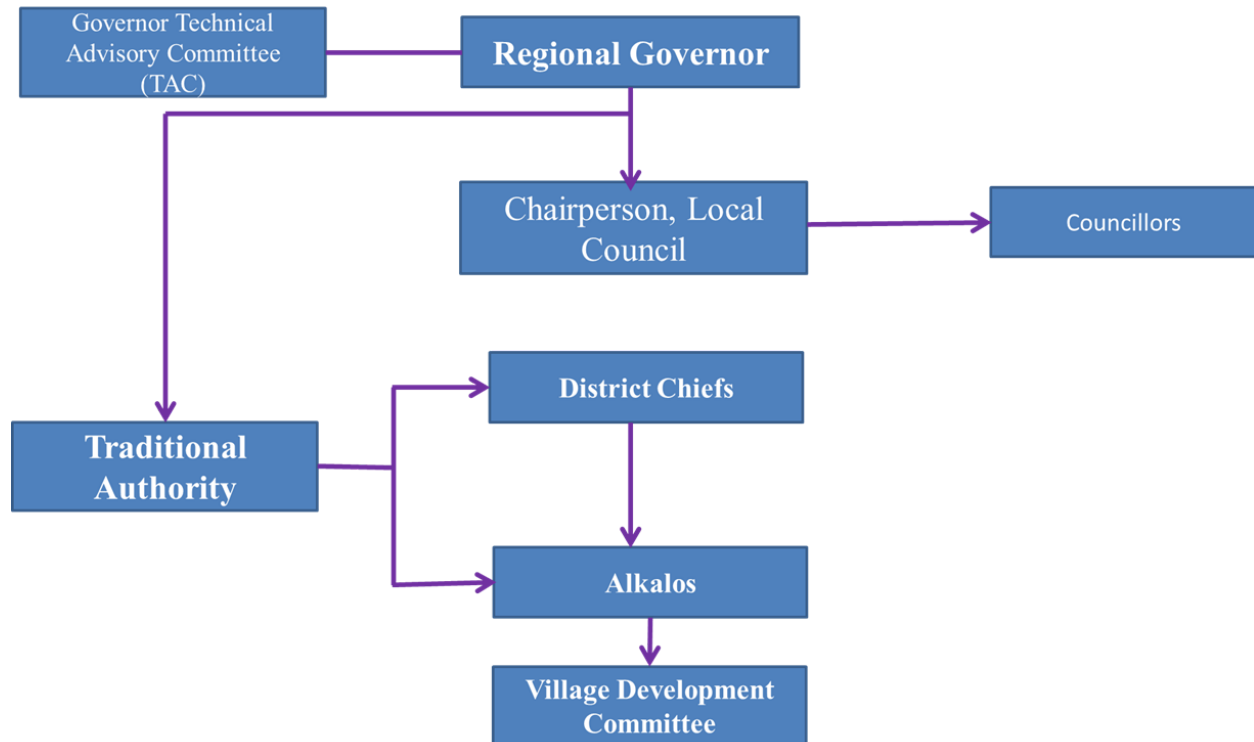 Governor Technical
Advisory Committee
(TAC)
Regional Governor
Chairperson, Local
Council
Councillors
District Chiefs
Traditional
Authority
Alkalos
Village Development
Committee